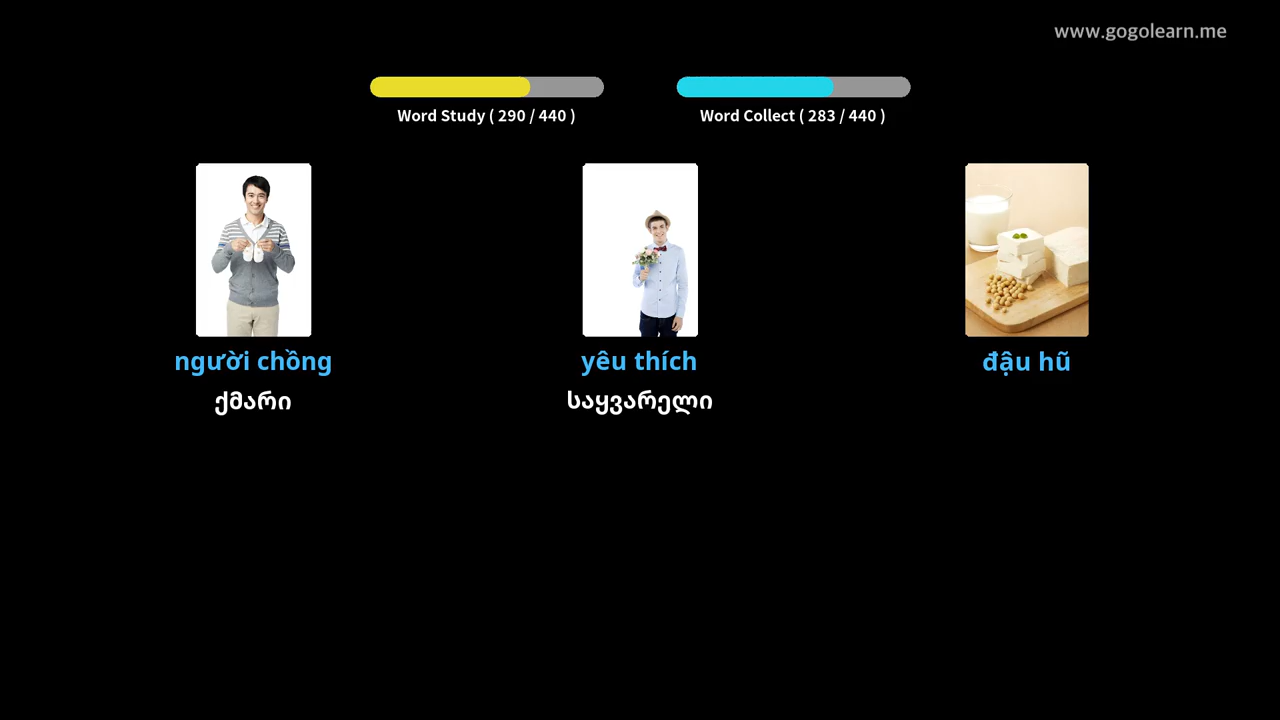 www.gogolearn.me
Word Study ( 290 / 440 )
Word Collect ( 283 / 440 )
người chồng
yêu thích
đậu hũ
ქმარი
საყვარელი